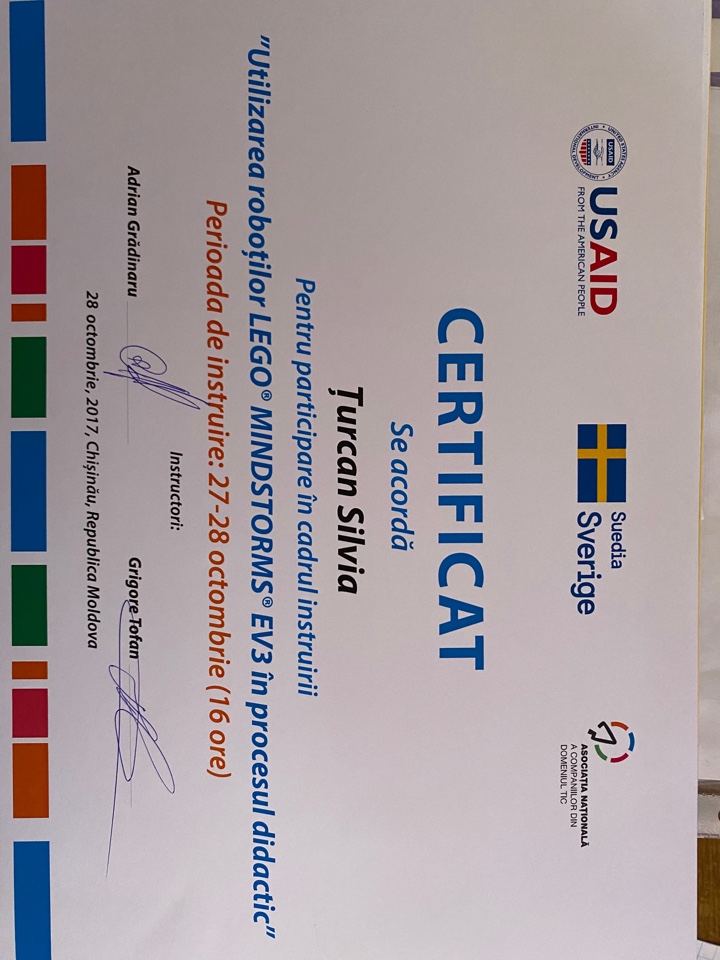 UNITED STATES AGENCY
USAID
INTERNATIONAL DEVELOPMENT
USAID
FROM THE AMERICAN PEOPLE
Suedia
Sverige
ASOCIAȚIA NAȚIONALĂ
A COMPANIILOR DIN
DOMENIUL TIC
CERTIFICAT
Se acordă
Țurcan Silvia
Pentru participare în cadrul instruirii
”Utilizarea roboților LEGO® MINDSTORMS® EV3 în procesul didactic”
Perioada de instruire: 27-28 octombrie (16 ore)
Instructori:
Adrian Grădinaru
Grigore Tofan
28 octombrie, 2017, Chișinău, Republica Moldova